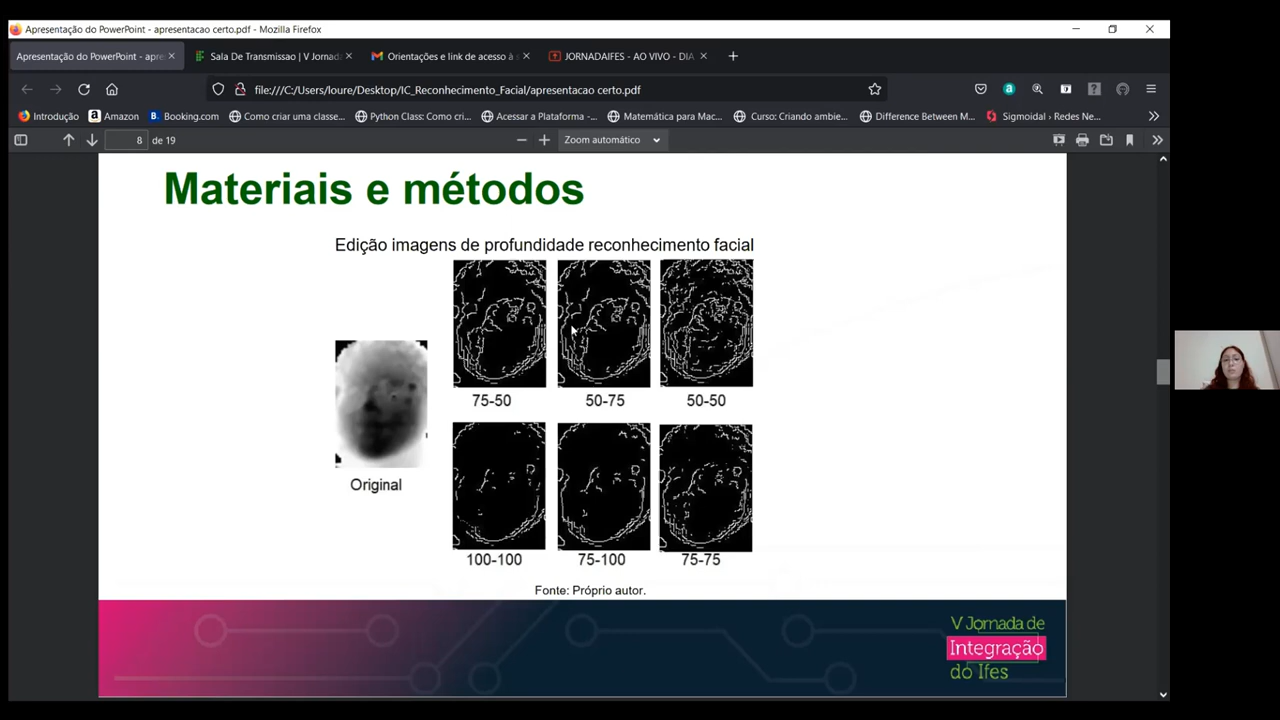 Apresentação do PowerPoint - apresentacao certo.pdf - Mozilla Firefox
Apresentação do PowerPoint - apre
Sala De Transmissao | V Jornada
Orientações e link de acesso à s
JORNADAIFES - AO VIVO - DIA
file:///C:/Users/loure/Desktop/IC_Reconhecimento_Facial/apresentacao certo.pdf
Introdução
Amazon
Booking.com
Como criar uma classe...
Python Class: Como cri...
Acessar a Plataforma -...
Matemática para Mac...
Curso: Criando ambie...
Difference Between M...
Sigmoidal › Redes Ne...
8 de 19
Zoom automático
Materiais e métodos
Edição imagens de profundidade reconhecimento facial
75-50
50-75
50-50
Original
100-100
75-100
75-75
Fonte: Próprio autor.
V Jornada de
Integração
do Ifes